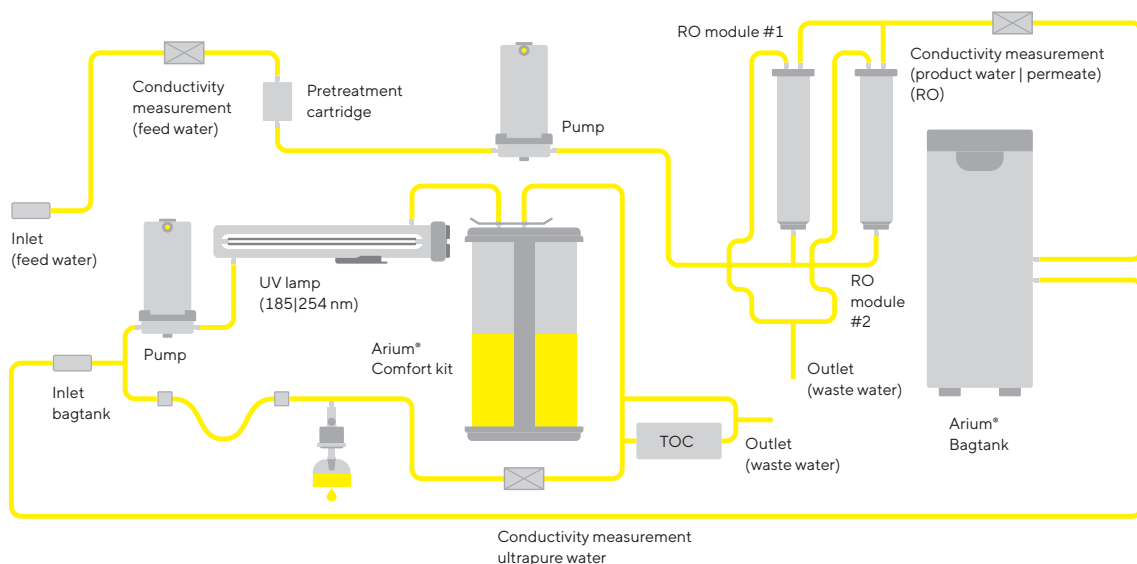 RO module #1
Conductivity measurement
(product water | permeate)
(RO)
Conductivity
measurement
(feed water)
Pretreatment
cartridge
Pump
Inlet
(feed water)
UV lamp
(185|254 nm)
RO
module
#2
Pump
Arium®
Comfort kit
Inlet
bagtank
Outlet
(waste water)
Arium®
Bagtank
TOC
Outlet
(waste water)
Conductivity measurement
ultrapure water